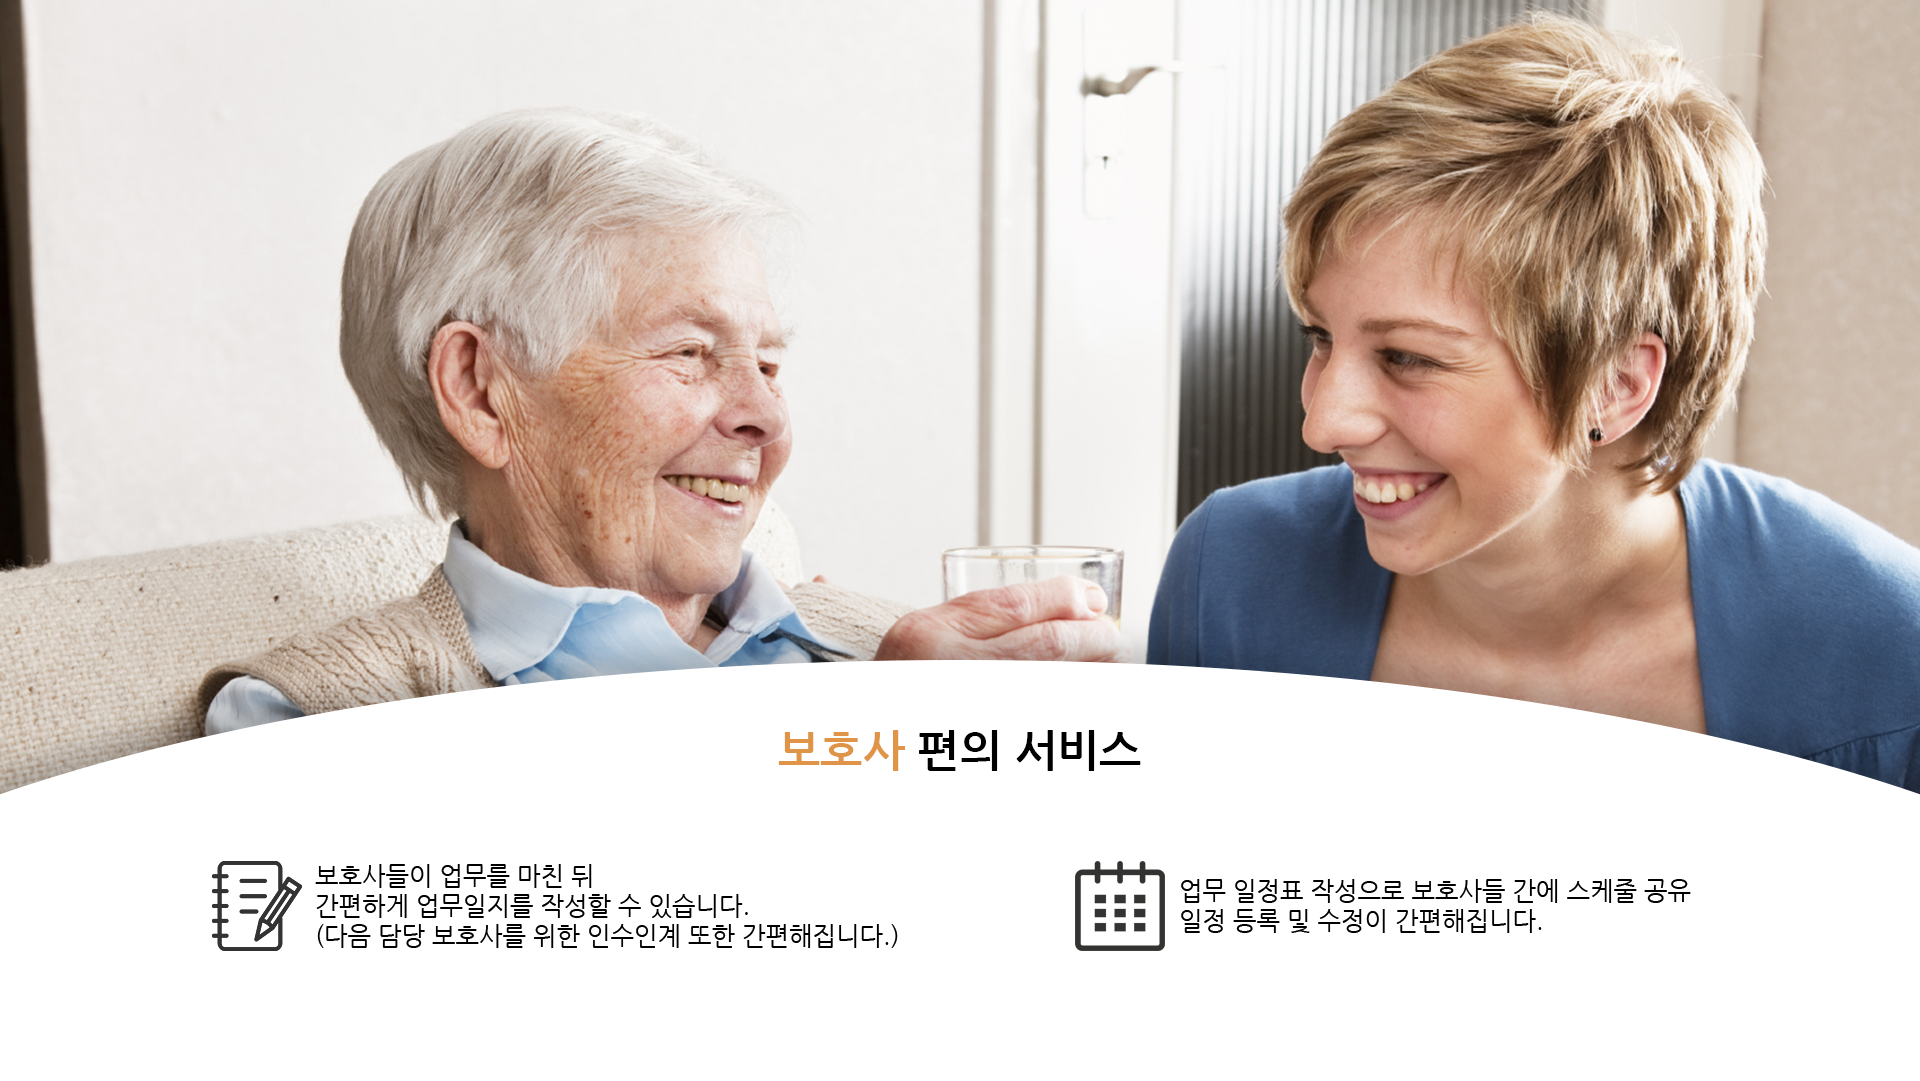 보호사 편의 서비스
보호사들이 업무를 마친 뒤
간편하게 업무일지를 작성할 수 있습니다.
(다음 담당 보호사를 위한 인수인계 또한 간편해집니다.)
업무 일정표 작성으로 보호사들 간에 스케줄 공유
일정 등록 및 수정이 간편해집니다.